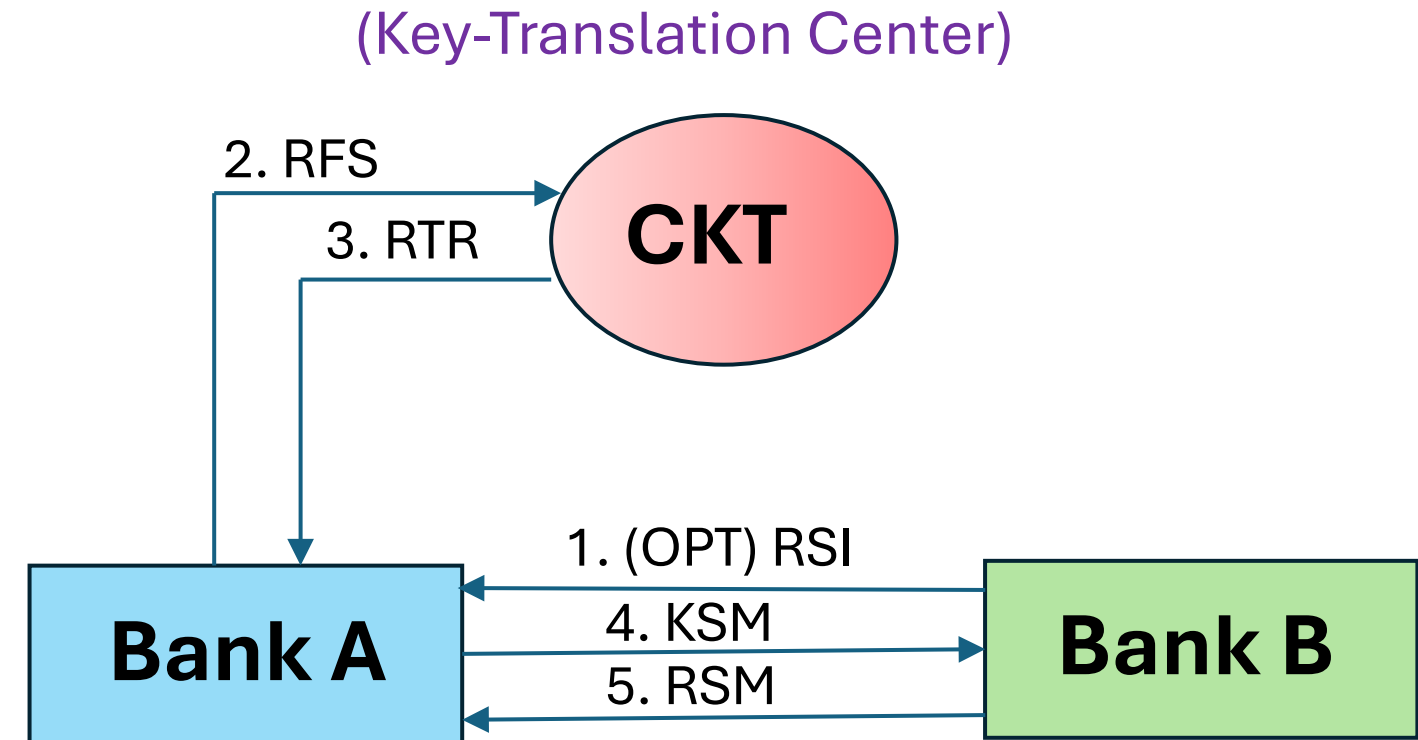 (Key-Translation Center)
2. RFS
CKT
3. RTR
1. (OPT) RSI
4. KSM
Bank A
Bank B
5. RSM